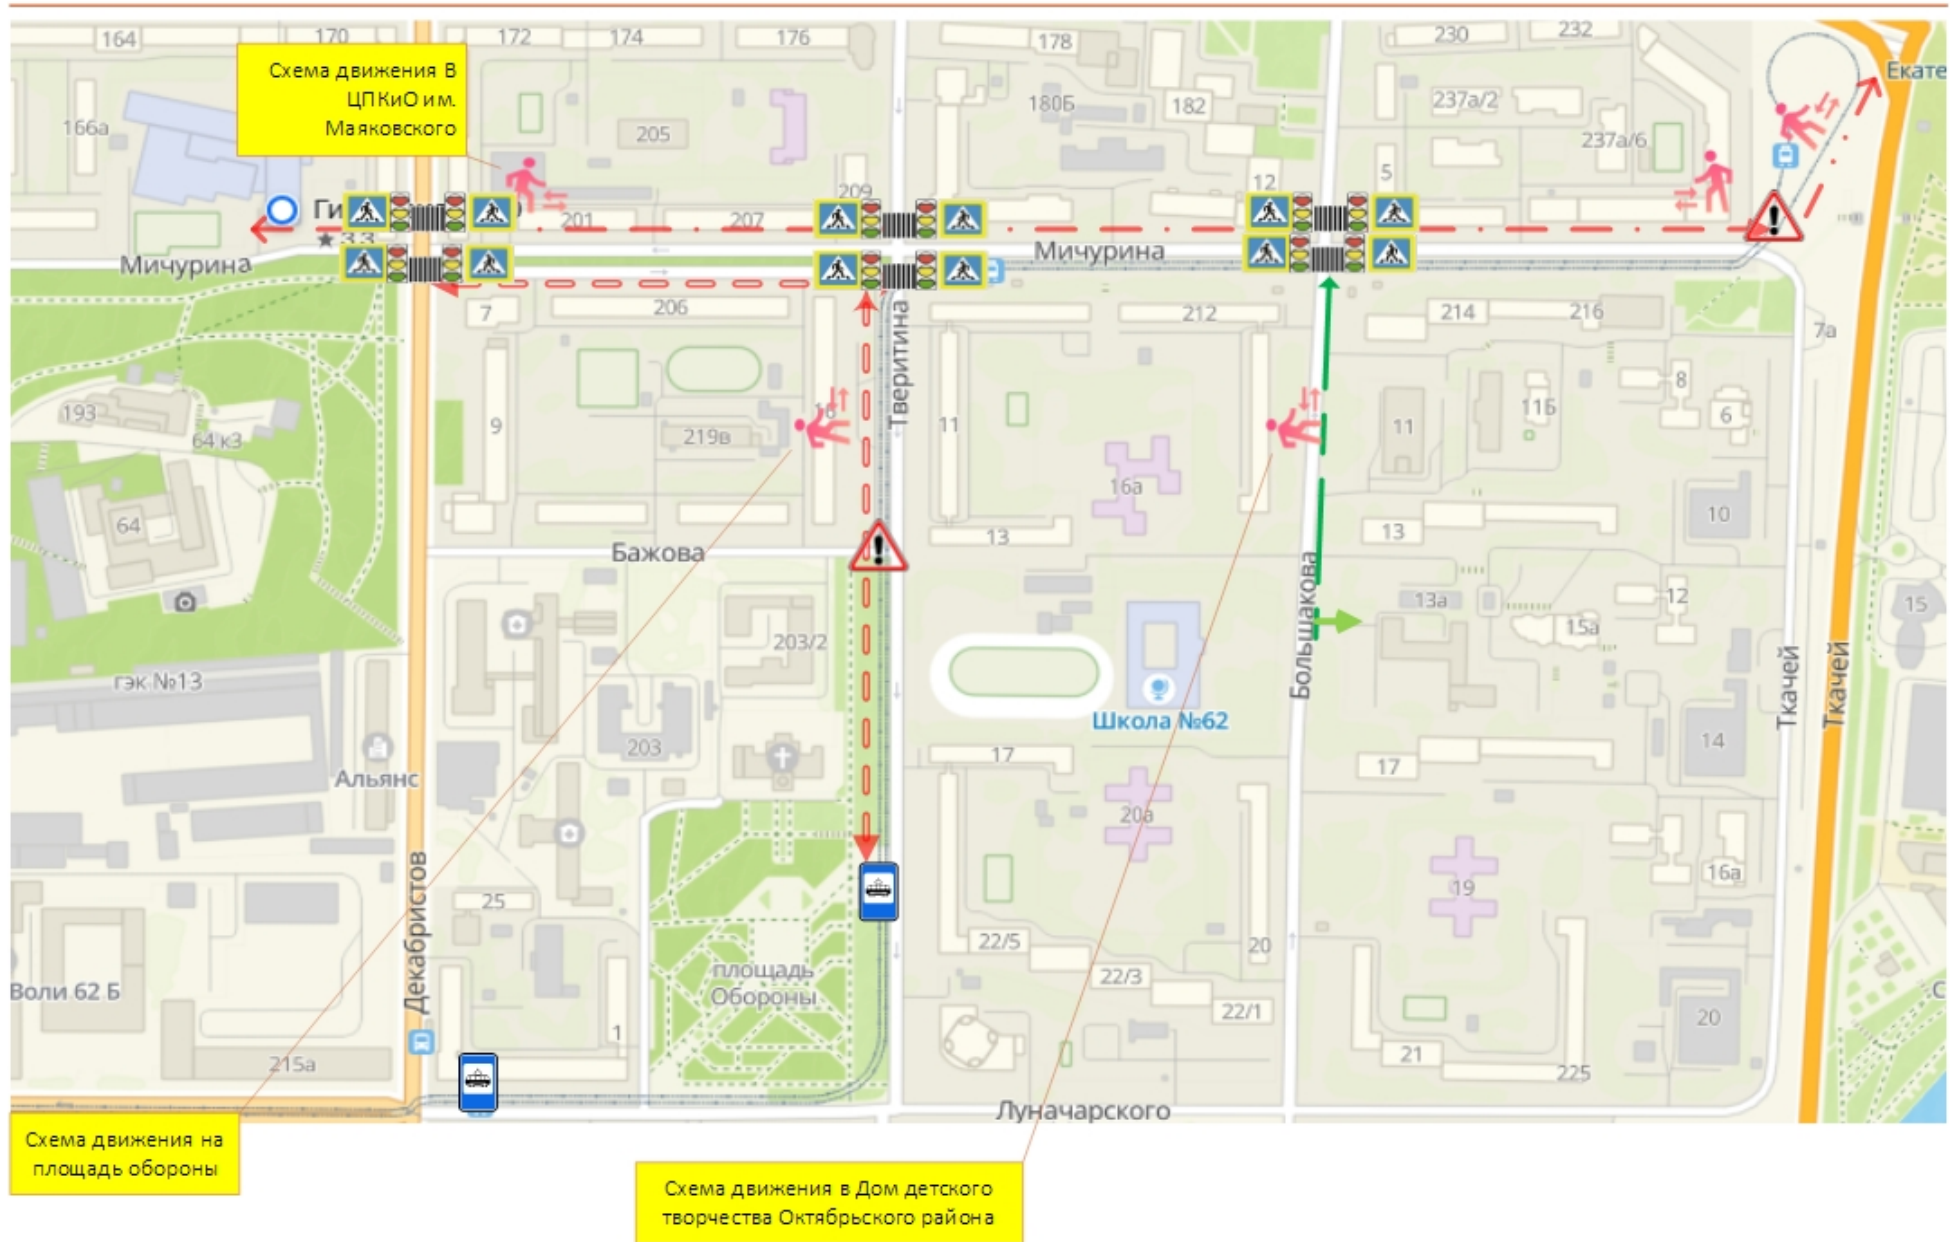 164
170
172
174
176
178
230
232
Схема движения В
ЦПКиО им.
Маяковского
Екате
166а
205
180Б
182
237а/2
237а/6
209
12
5
Ги
201
207
3.3
Мичурина
Мичурина
7
206
212
214
216
7а
Тверитина
193
64 к3
9
219в
11
16а
11
11Б
8
6
64
13
13
10
Бажова
Большакова
13а
12
15а
15
203/2
гэк №13
203
Школа №62
Ткачей
Ткачей
Альянс
17
17
14
20а
Декабристов
25
19
16а
22/5
20
площадь
Обороны
22/3
Воли 62 Б
22/1
20
1
215а
21
225
Луначарского
Схема движения на
площадь обороны
Схема движения в Дом детского
творчества Октябрьского района